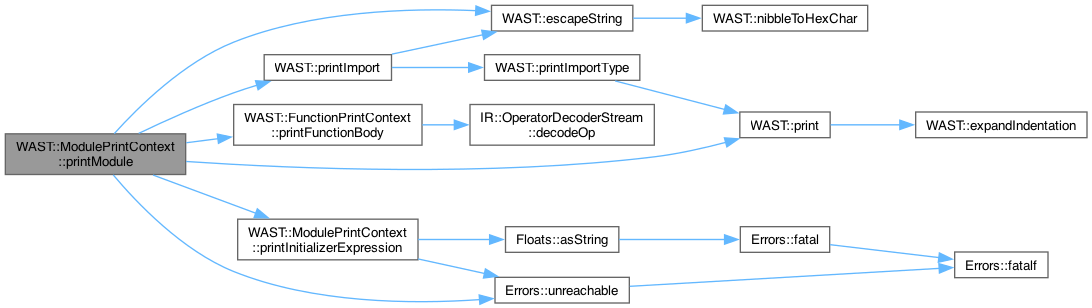 WAST::ModulePrintContext
::printModule
WAST::escapeString
WAST::nibbleToHexChar
WAST::printImport
WAST::printImportType
WAST::FunctionPrintContext
::printFunctionBody
IR::OperatorDecoderStream
::decodeOp
WAST::print
WAST::expandIndentation
WAST::ModulePrintContext
::printInitializerExpression
Floats::asString
Errors::fatal
Errors::unreachable
Errors::fatalf